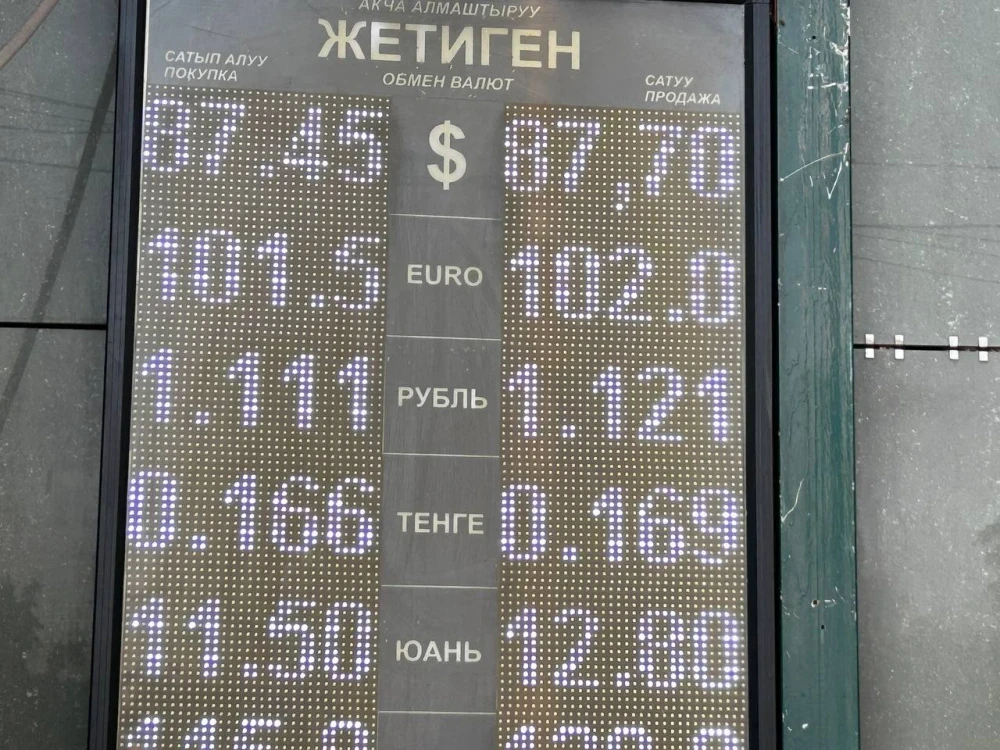 АКЧА АЛМАШТЫРУУ
ЖЕТИГЕН
ОБМЕН ВАЛЮТ
САТЫП АЛУУ
ПОКУПКА
САТУУ
ПРОДАЖА
87.45 $ 87,70
101.5 EURO 102.0
1.111 РУБЛЬ 1.121
0.166 ТЕНГЕ 0.169
11.50 ЮАНЬ 12.80